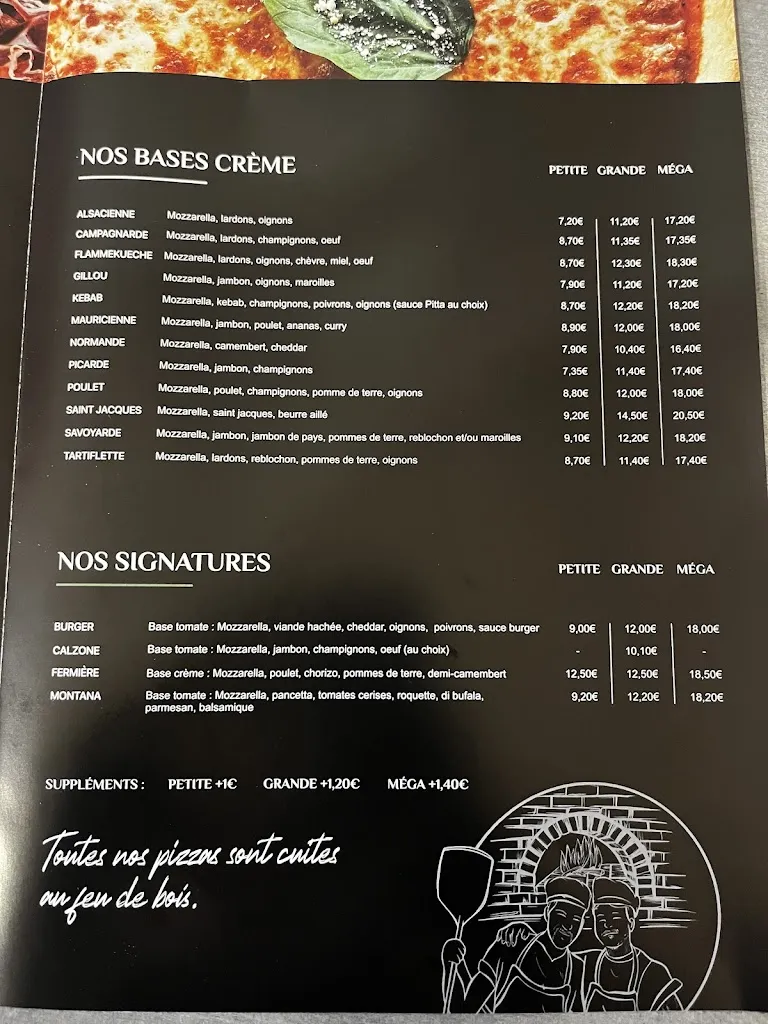 NOS BASES CRÈME PETITE GRANDE MÉGA
ALSACIENNE Mozzarella, lardons, oignons 7,20€ 11,20€ 17,20€
CAMPAGNARDE Mozzarella, lardons, champignons, oeuf 8,70€ 11,35€ 17,35€
FLAMMEKUECHE Mozzarella, lardons, oignons, chèvre, miel, oeuf 8,70€ 12,30€ 18,30€
GILLOU Mozzarella, jambon, oignons, maroilles 7,90€ 11,20€ 17,20€
KEBAB Mozzarella, kebab, champignons, poivrons, oignons (sauce Pitta au choix) 8,70€ 12,20€ 18,20€
MAURICIENNE Mozzarella, jambon, poulet, ananas, curry 8,90€ 12,00€ 18,00€
NORMANDE Mozzarella, camembert, cheddar 7,90€ 10,40€ 16,40€
PICARDE Mozzarella, jambon, champignons 7,35€ 11,40€ 17,40€
POULET Mozzarella, poulet, champignons, pomme de terre, oignons 8,80€ 12,00€ 18,00€
SAINT JACQUES Mozzarella, saint jacques, beurre aillé 9,20€ 14,50€ 20,50€
SAVOYARDE Mozzarella, jambon, jambon de pays, pommes de terre, reblochon et/ou maroilles 9,10€ 12,20€ 18,20€
TARTIFLETTE Mozzarella, lardons, reblochon, pommes de terre, oignons 8,70€ 11,40€ 17,40€
NOS SIGNATURES PETITE GRANDE MÉGA
BURGER Base tomate : Mozzarella, viande hachée, cheddar, oignons, poivrons, sauce burger 9,00€ 12,00€ 18,00€
CALZONE Base tomate : Mozzarella, jambon, champignons, oeuf (au choix) - 10,10€ -
FERMIÈRE Base crème : Mozzarella, poulet, chorizo, pommes de terre, demi-camembert 12,50€ 12,50€ 18,50€
MONTANA Base tomate : Mozzarella, pancetta, tomates cerises, roquette, di bufala, 9,20€ 12,20€ 18,20€
parmesan, balsamique
SUPPLÉMENTS : PETITE +1€ GRANDE +1,20€ MÉGA +1,40€
Toutes nos pizzas sont cuites
au feu de bois.